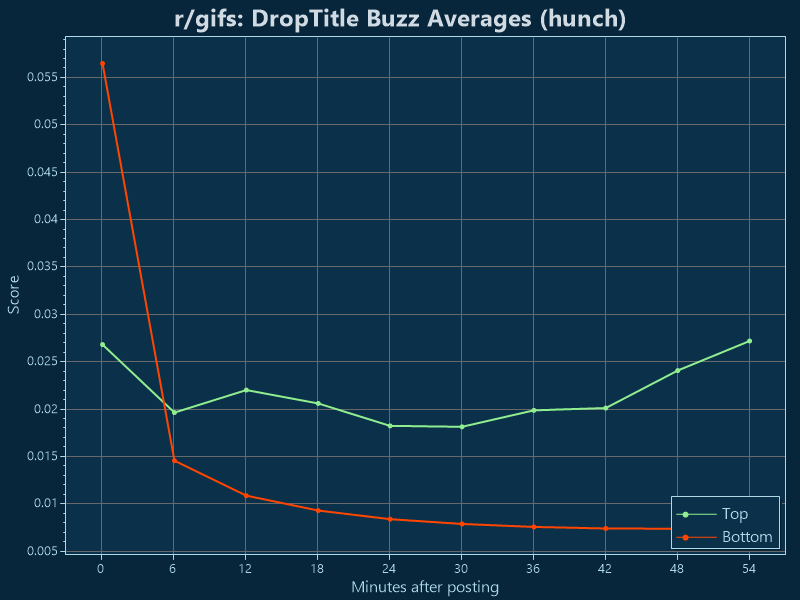 r/gifs: DropTitle Buzz Averages (hunch)
0.055
0.05
0.045
0.04
0.035
0.03
0.025
0.02
0.015
0.01
0.005
Score
0 6 12 18 24 30 36 42 48 54
Minutes after posting
Top
Bottom